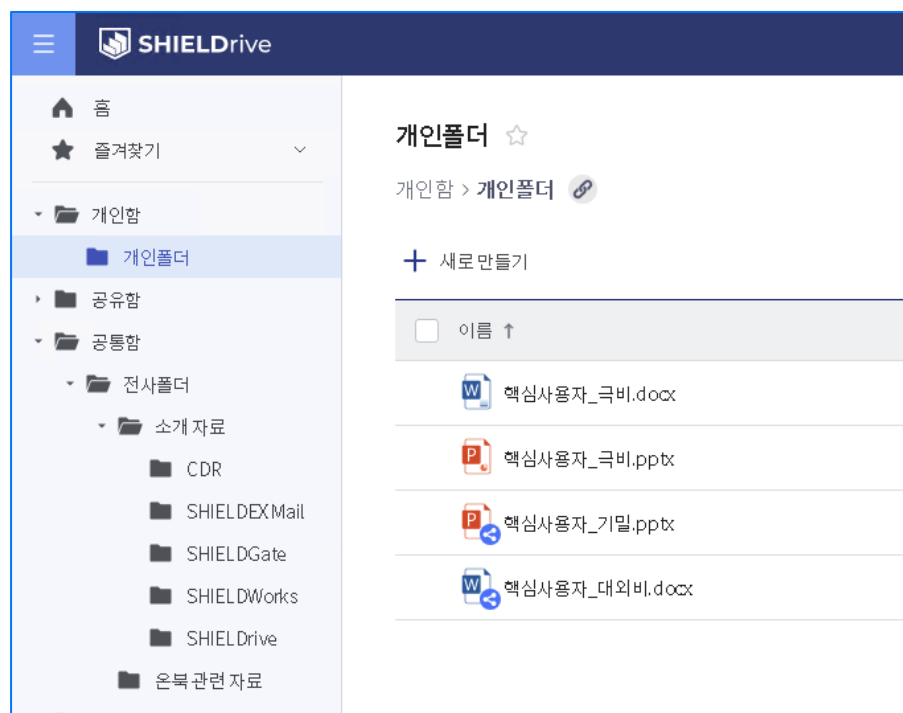 SHIELDrive
홈
즐겨찾기
개인함
개인폴더
공유함
공통함
전사폴더
소개 자료
CDR
SHIELDEX Mail
SHIELDGate
SHIELDWorks
SHIELDrive
온북 관련 자료
개인폴더
개인함 > 개인폴더
새로 만들기
이름 ↑
핵심사용자_극비.docx
핵심사용자_극비.pptx
핵심사용자_기밀.pptx
핵심사용자_대외비.docx